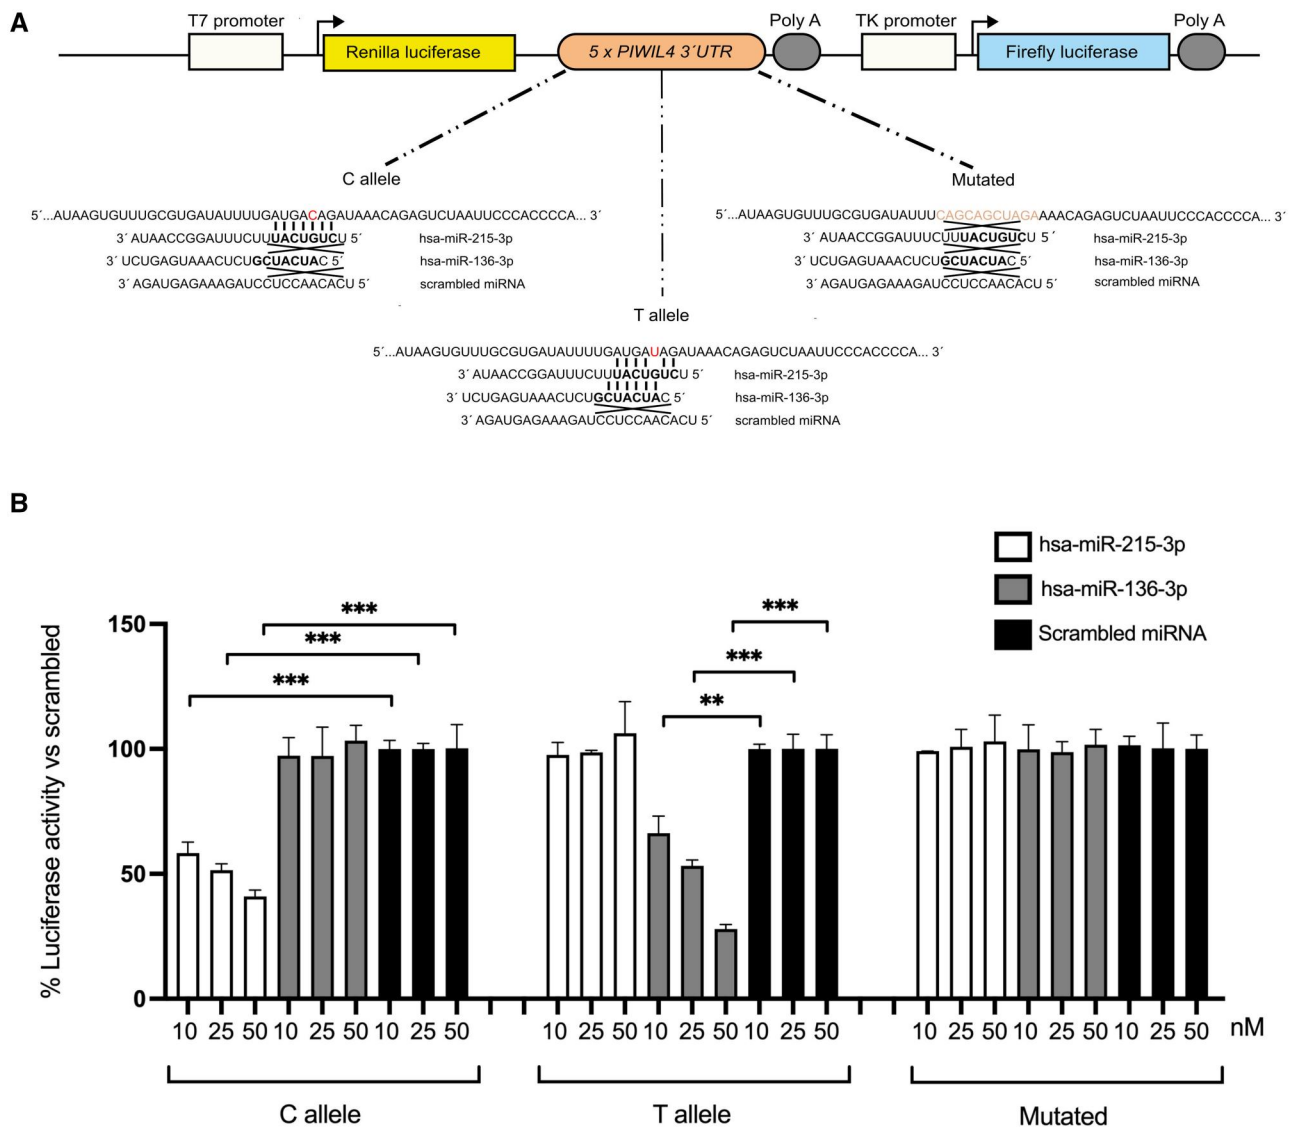 A
T7 promoter
Renilla luciferase
5 x PIWIL4 3´UTR
Poly A
TK promoter
Firefly luciferase
Poly A
C allele
5´...AUAAGUGUUUGCGUGAUAUUUUGAUGACAGAUAAACAGAGUCUAAUUCCCACCCCA... 3´
3´ AUAACCGGAUUUCUUUACUGUCU 5´ hsa-miR-215-3p
3´ UCUGAGUAAACUCUGCUACUAC 5´ hsa-miR-136-3p
3´ AGAUGAGAAAGAUCCUCCAACACU 5´ scrambled miRNA
Mutated
5´...AUAAGUGUUUGCGUGAUAUUUCAGCAGCUAGAAAACAGAGUCUAAUUCCCACCCCA... 3´
3´ AUAACCGGAUUUCUUUACUGUCU 5´ hsa-miR-215-3p
3´ UCUGAGUAAACUCUGCUACUAC 5´ hsa-miR-136-3p
3´ AGAUGAGAAAGAUCCUCCAACACU 5´ scrambled miRNA
T allele
5´...AUAAGUGUUUGCGUGAUAUUUUGAUGAUAGAUAAACAGAGUCUAAUUCCCACCCCA... 3´
3´ AUAACCGGAUUUCUUUACUGUCU 5´ hsa-miR-215-3p
3´ UCUGAGUAAACUCUGCUACUAC 5´ hsa-miR-136-3p
3´ AGAUGAGAAAGAUCCUCCAACACU 5´ scrambled miRNA
B
hsa-miR-215-3p
hsa-miR-136-3p
Scrambled miRNA
% Luciferase activity vs scrambled
150
100
50
0
***
***
***
***
***
**
10 25 50 10 25 50 10 25 50 10 25 50 10 25 50 10 25 50 10 25 50 10 25 50 10 25 50 nM
C allele
T allele
Mutated